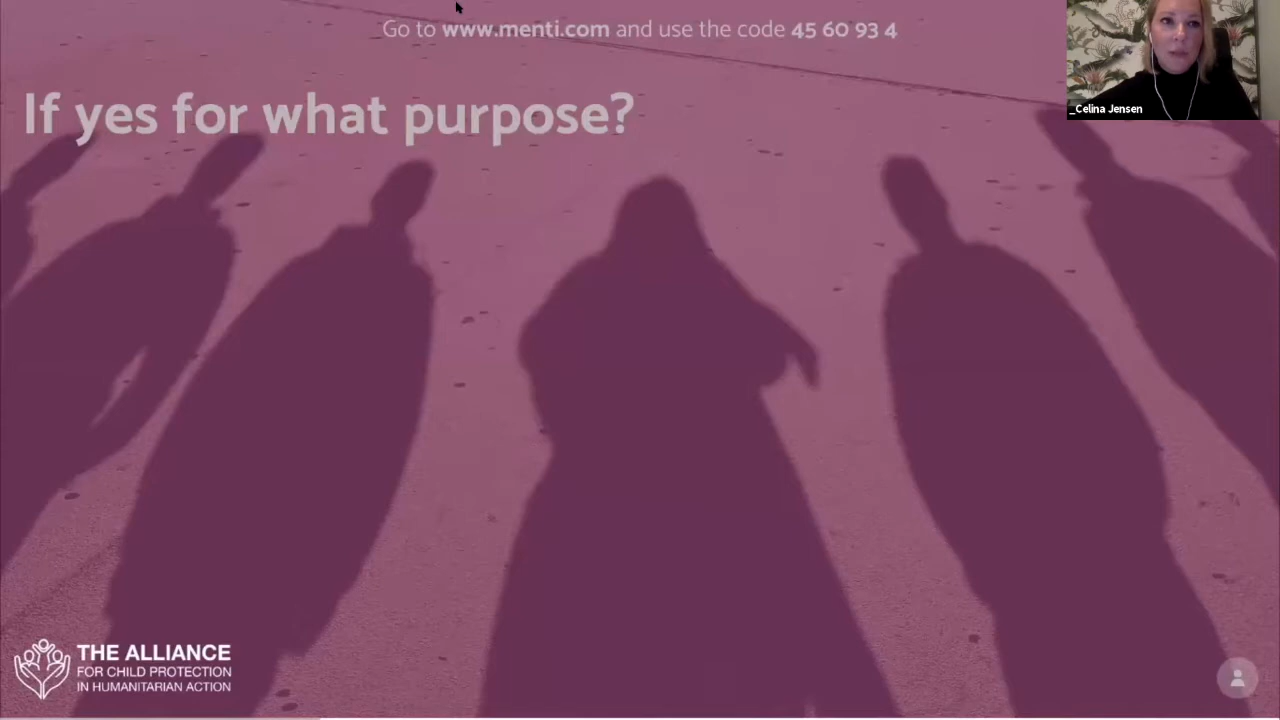 Go to www.menti.com and use the code 45 60 93 4
_Celina Jensen
If yes for what purpose?
THE ALLIANCE
FOR CHILD PROTECTION
IN HUMANITARIAN ACTION